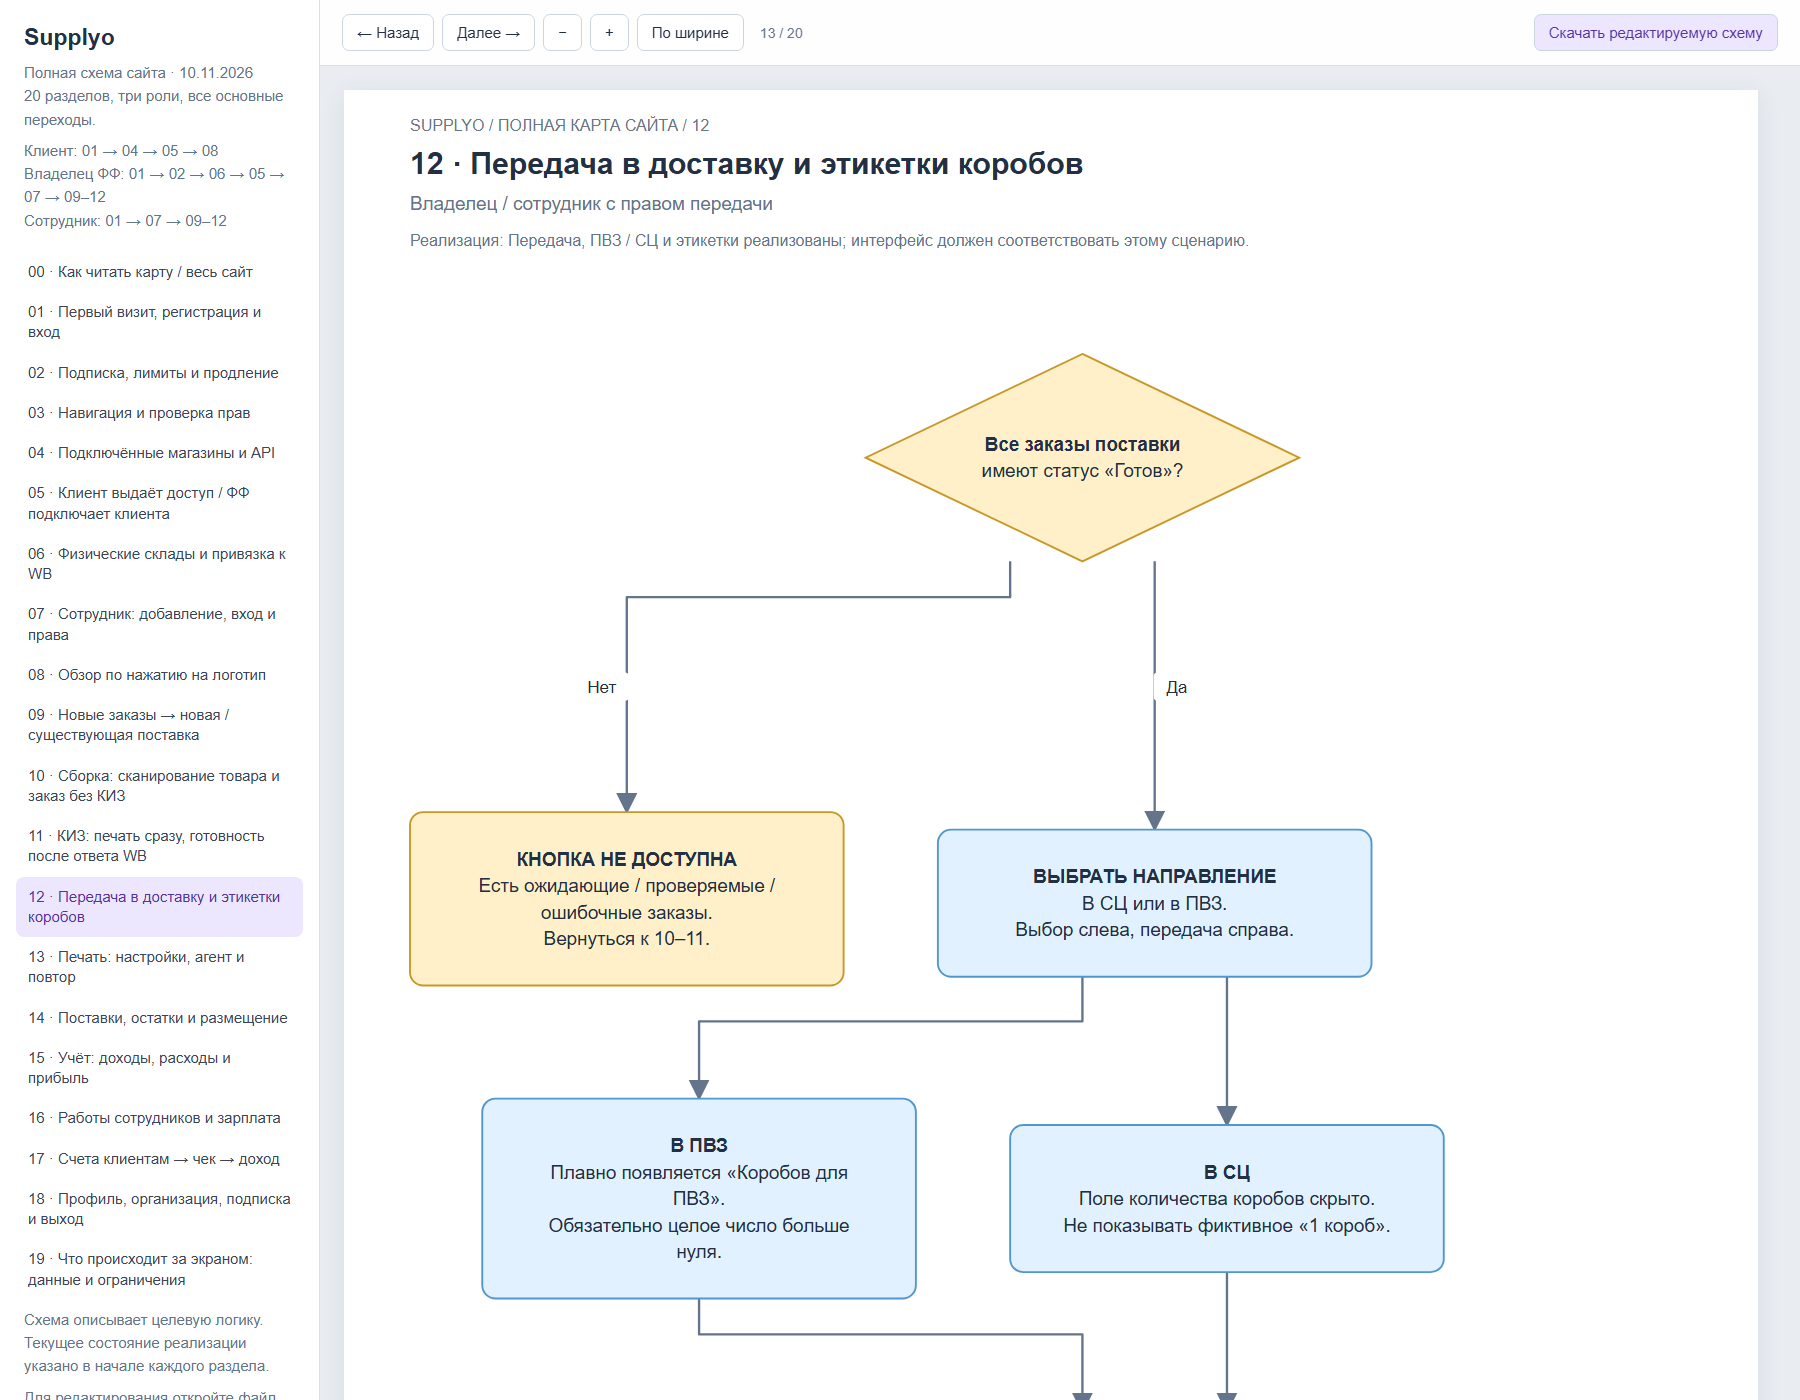 Supplyo
Полная схема сайта · 10.11.2026
20 разделов, три роли, все основные
переходы.
Клиент: 01 → 04 → 05 → 08
Владелец ФФ: 01 → 02 → 06 → 05 →
07 → 09–12
Сотрудник: 01 → 07 → 09–12
00 · Как читать карту / весь сайт
01 · Первый визит, регистрация и
вход
02 · Подписка, лимиты и продление
03 · Навигация и проверка прав
04 · Подключённые магазины и API
05 · Клиент выдаёт доступ / ФФ
подключает клиента
06 · Физические склады и привязка к
WB
07 · Сотрудник: добавление, вход и
права
08 · Обзор по нажатию на логотип
09 · Новые заказы → новая /
существующая поставка
10 · Сборка: сканирование товара и
заказ без КИЗ
11 · КИЗ: печать сразу, готовность
после ответа WB
12 · Передача в доставку и этикетки
коробов
13 · Печать: настройки, агент и
повтор
14 · Поставки, остатки и размещение
15 · Учёт: доходы, расходы и
прибыль
16 · Работы сотрудников и зарплата
17 · Счета клиентам → чек → доход
18 · Профиль, организация, подписка
и выход
19 · Что происходит за экраном:
данные и ограничения
Схема описывает целевую логику.
Текущее состояние реализации
указано в начале каждого раздела.
Для редактирования откройте файл
← Назад
Далее →
−
+
По ширине
13 / 20
Скачать редактируемую схему
SUPPLYO / ПОЛНАЯ КАРТА САЙТА / 12
12 · Передача в доставку и этикетки коробов
Владелец / сотрудник с правом передачи
Реализация: Передача, ПВЗ / СЦ и этикетки реализованы; интерфейс должен соответствовать этому сценарию.
Все заказы поставки
имеют статус «Готов»?
Нет
Да
КНОПКА НЕ ДОСТУПНА
Есть ожидающие / проверяемые /
ошибочные заказы.
Вернуться к 10–11.
ВЫБРАТЬ НАПРАВЛЕНИЕ
В СЦ или в ПВЗ.
Выбор слева, передача справа.
В ПВЗ
Плавно появляется «Коробов для
ПВЗ».
Обязательно целое число больше
нуля.
В СЦ
Поле количества коробов скрыто.
Не показывать фиктивное «1 короб».